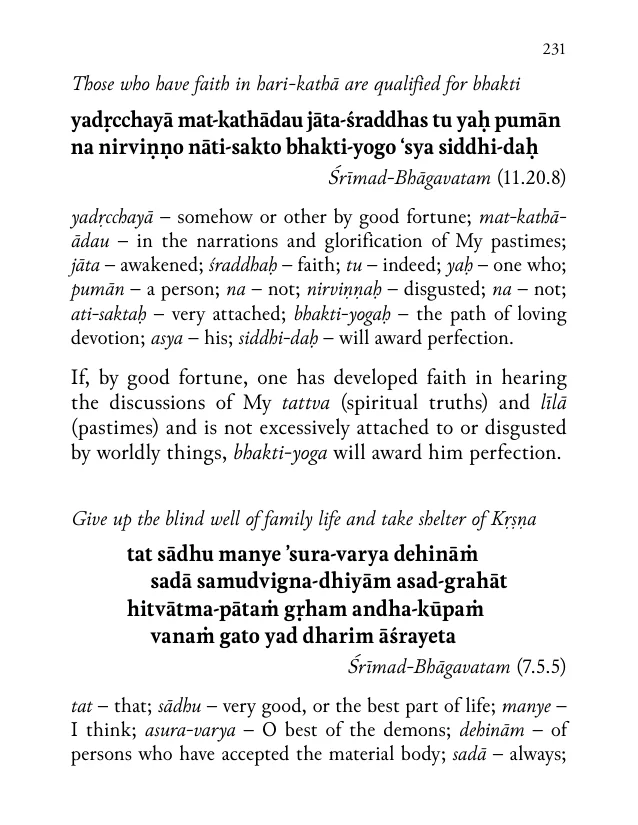 231
Those who have faith in hari-kathā are qualified for bhakti
yadṛcchayā mat-kathādau jāta-śraddhas tu yaḥ pumān
na nirviṇṇo nāti-sakto bhakti-yogo ‘sya siddhi-daḥ
Śrīmad-Bhāgavatam (11.20.8)
yadṛcchayā – somehow or other by good fortune; mat-kathā-
ādau – in the narrations and glorification of My pastimes;
jāta – awakened; śraddhaḥ – faith; tu – indeed; yaḥ – one who;
pumān – a person; na – not; nirviṇṇaḥ – disgusted; na – not;
ati-saktaḥ – very attached; bhakti-yogaḥ – the path of loving
devotion; asya – his; siddhi-daḥ – will award perfection.
If, by good fortune, one has developed faith in hearing
the discussions of My tattva (spiritual truths) and līlā
(pastimes) and is not excessively attached to or disgusted
by worldly things, bhakti-yoga will award him perfection.
Give up the blind well of family life and take shelter of Kṛṣṇa
tat sādhu manye ’sura-varya dehināṁ
sadā samudvigna-dhiyām asad-grahāt
hitvātma-pātaṁ gṛham andha-kūpaṁ
vanaṁ gato yad dharim āśrayeta
Śrīmad-Bhāgavatam (7.5.5)
tat – that; sādhu – very good, or the best part of life; manye –
I think; asura-varya – O best of the demons; dehinām – of
persons who have accepted the material body; sadā – always;